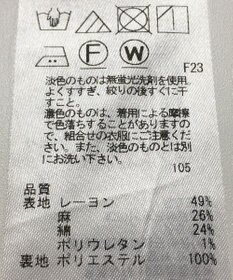 F W
F23
淡色のものは無蛍光洗剤を使用。
よくすすぎ、絞りの後すぐに干
すこと。
濃色のものは、着用による摩擦
で色落ちすることがありますの
で、組合せの衣服にご注意くだ
さい。また、淡色のものとは別
にお洗い下さい。
105
品質
表地 レーヨン 49%
麻 26%
綿 24%
ポリウレタン 1%
裏地 ポリエステル 100%